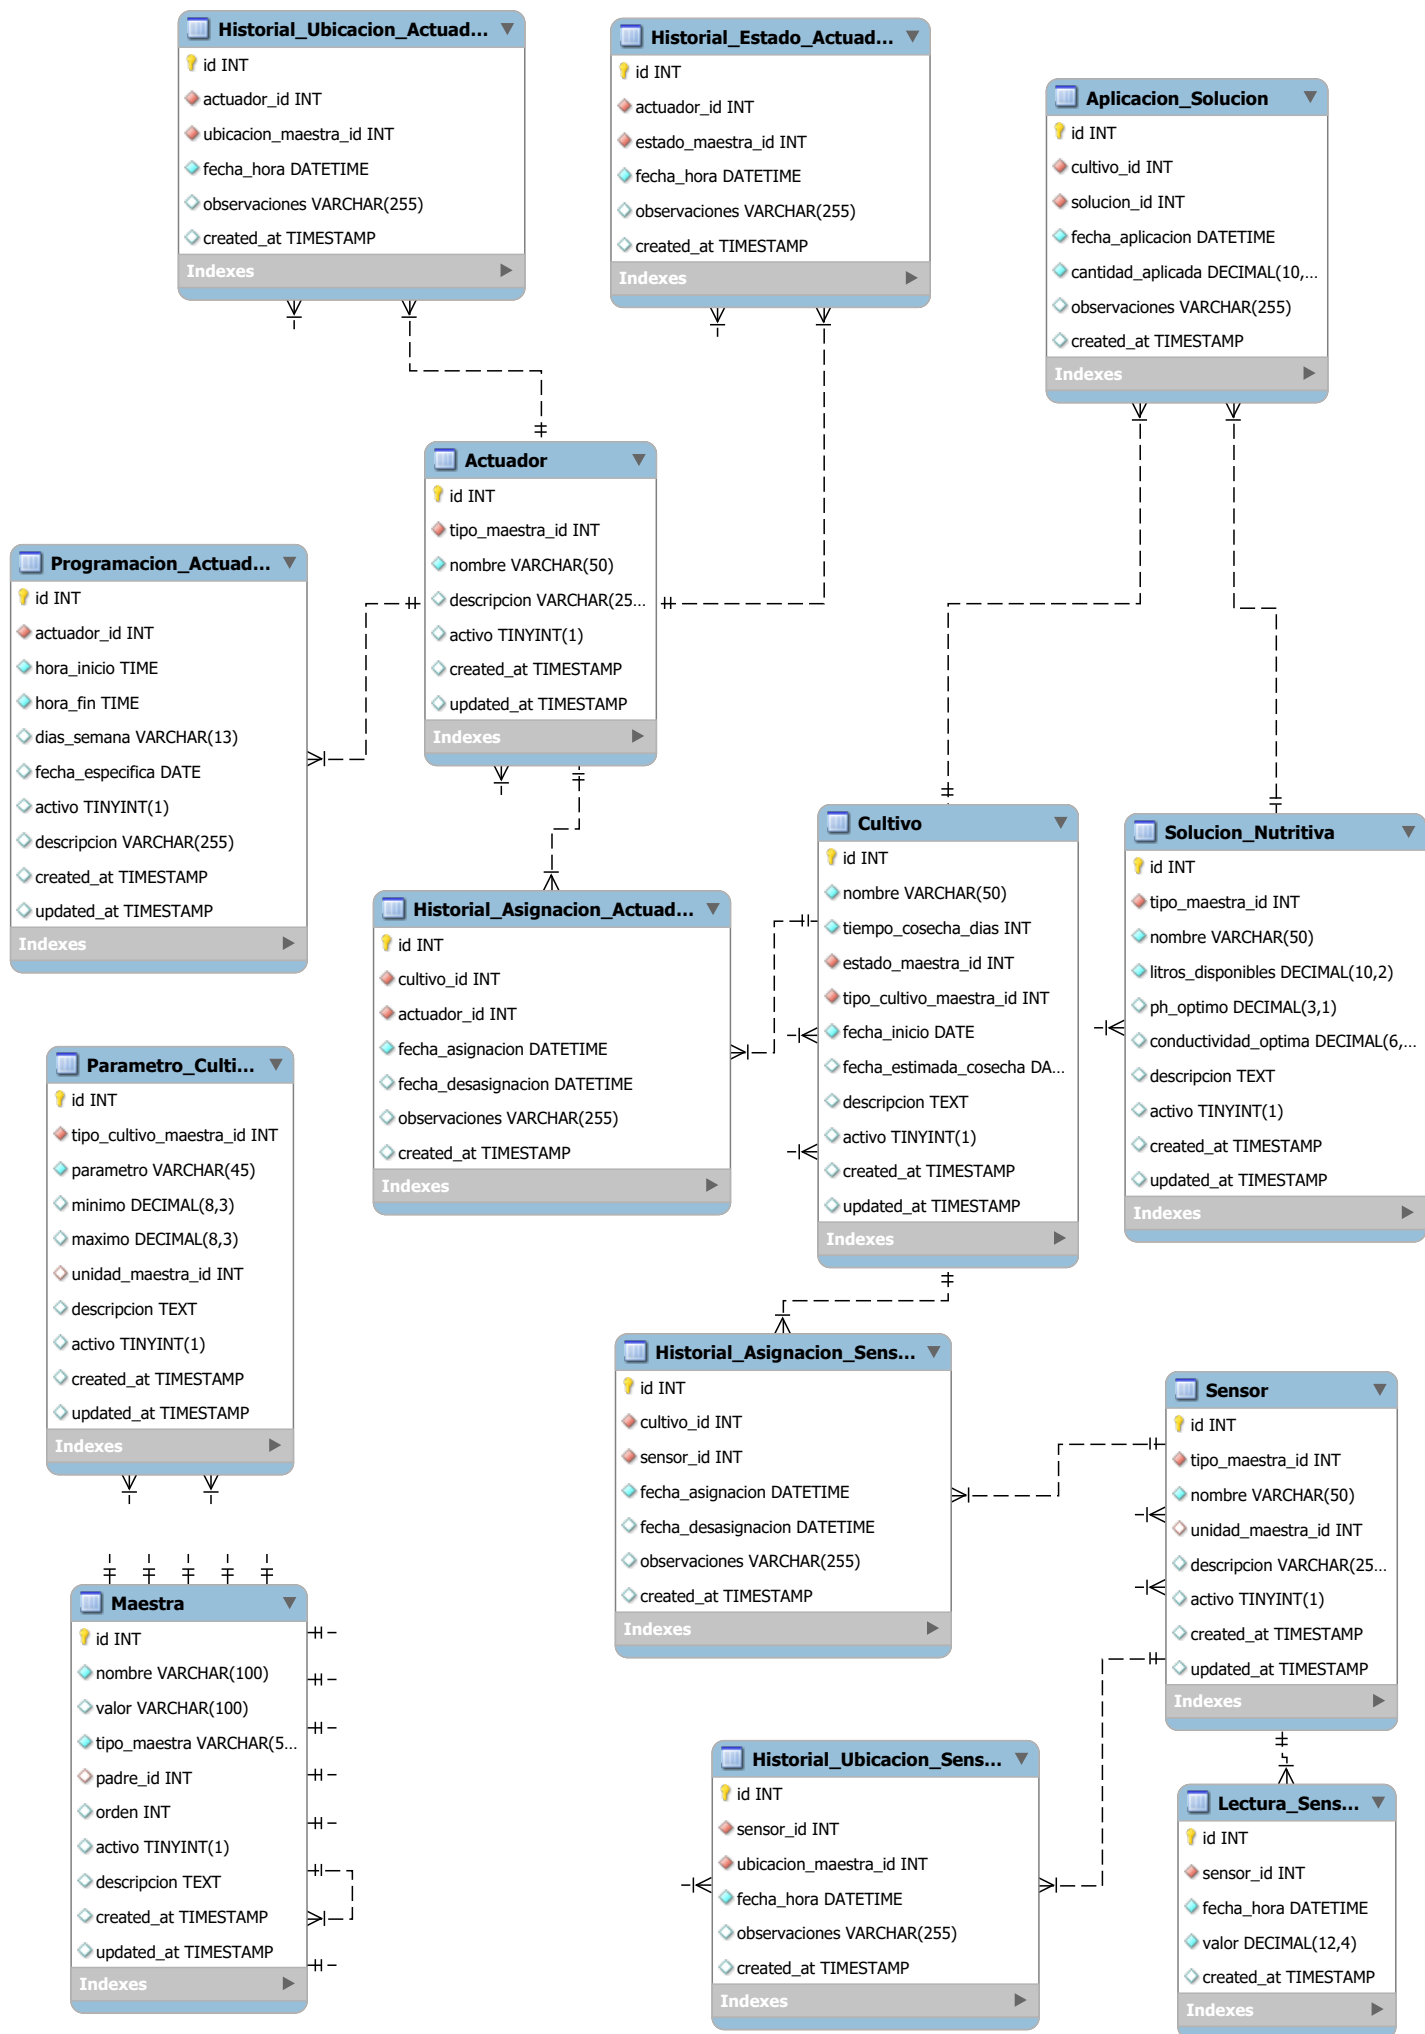 Historial_Ubicacion_Actuad...
id INT
actuador_id INT
ubicacion_maestra_id INT
fecha_hora DATETIME
observaciones VARCHAR(255)
created_at TIMESTAMP
Indexes
Historial_Estado_Actuad...
id INT
actuador_id INT
estado_maestra_id INT
fecha_hora DATETIME
observaciones VARCHAR(255)
created_at TIMESTAMP
Indexes
Aplicacion_Solucion
id INT
cultivo_id INT
solucion_id INT
fecha_aplicacion DATETIME
cantidad_aplicada DECIMAL(10,...
observaciones VARCHAR(255)
created_at TIMESTAMP
Indexes
Actuador
id INT
tipo_maestra_id INT
nombre VARCHAR(50)
descripcion VARCHAR(25...
activo TINYINT(1)
created_at TIMESTAMP
updated_at TIMESTAMP
Indexes
Programacion_Actuad...
id INT
actuador_id INT
hora_inicio TIME
hora_fin TIME
dias_semana VARCHAR(13)
fecha_especifica DATE
activo TINYINT(1)
descripcion VARCHAR(255)
created_at TIMESTAMP
updated_at TIMESTAMP
Indexes
Cultivo
id INT
nombre VARCHAR(50)
tiempo_cosecha_dias INT
estado_maestra_id INT
tipo_cultivo_maestra_id INT
fecha_inicio DATE
fecha_estimada_cosecha DA...
descripcion TEXT
activo TINYINT(1)
created_at TIMESTAMP
updated_at TIMESTAMP
Indexes
Solucion_Nutritiva
id INT
tipo_maestra_id INT
nombre VARCHAR(50)
litros_disponibles DECIMAL(10,2)
ph_optimo DECIMAL(3,1)
conductividad_optima DECIMAL(6,...
descripcion TEXT
activo TINYINT(1)
created_at TIMESTAMP
updated_at TIMESTAMP
Indexes
Historial_Asignacion_Actuad...
id INT
cultivo_id INT
actuador_id INT
fecha_asignacion DATETIME
fecha_desasignacion DATETIME
observaciones VARCHAR(255)
created_at TIMESTAMP
Indexes
Parametro_Culti...
id INT
tipo_cultivo_maestra_id INT
parametro VARCHAR(45)
minimo DECIMAL(8,3)
maximo DECIMAL(8,3)
unidad_maestra_id INT
descripcion TEXT
activo TINYINT(1)
created_at TIMESTAMP
updated_at TIMESTAMP
Indexes
Historial_Asignacion_Sens...
id INT
cultivo_id INT
sensor_id INT
fecha_asignacion DATETIME
fecha_desasignacion DATETIME
observaciones VARCHAR(255)
created_at TIMESTAMP
Indexes
Sensor
id INT
tipo_maestra_id INT
nombre VARCHAR(50)
unidad_maestra_id INT
descripcion VARCHAR(25...
activo TINYINT(1)
created_at TIMESTAMP
updated_at TIMESTAMP
Indexes
Maestra
id INT
nombre VARCHAR(100)
valor VARCHAR(100)
tipo_maestra VARCHAR(5...
padre_id INT
orden INT
activo TINYINT(1)
descripcion TEXT
created_at TIMESTAMP
updated_at TIMESTAMP
Indexes
Historial_Ubicacion_Sens...
id INT
sensor_id INT
ubicacion_maestra_id INT
fecha_hora DATETIME
observaciones VARCHAR(255)
created_at TIMESTAMP
Indexes
Lectura_Sens...
id INT
sensor_id INT
fecha_hora DATETIME
valor DECIMAL(12,4)
created_at TIMESTAMP
Indexes